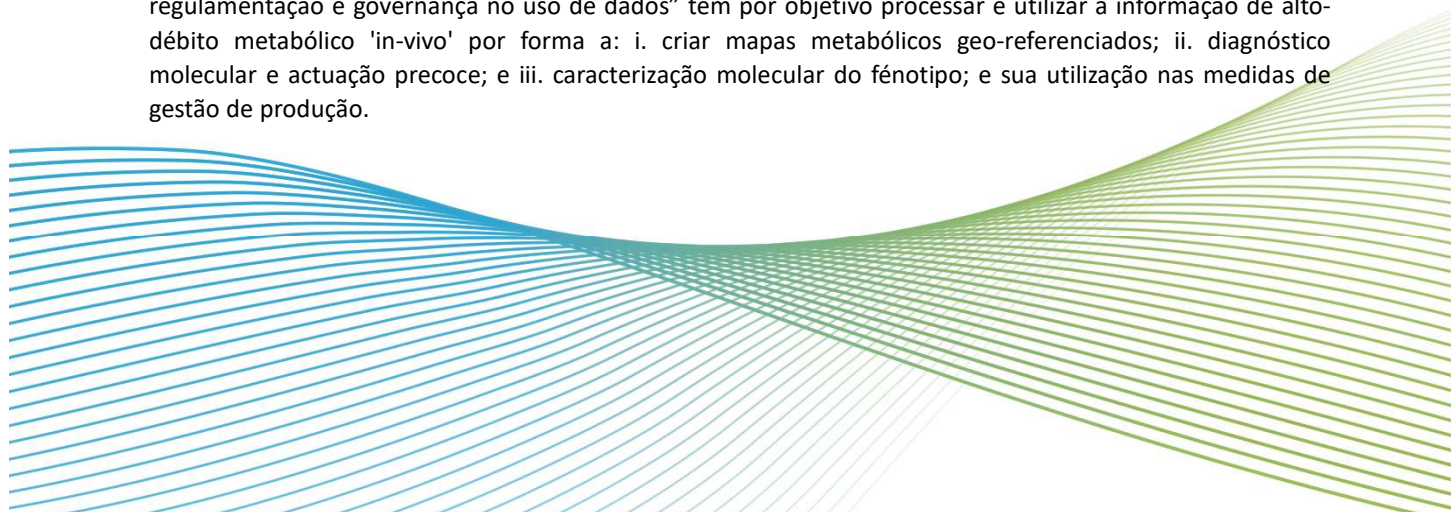 regulamentação e governança no uso de dados” tem por objetivo processar e utilizar a informação de alto-
débito metabólico 'in-vivo' por forma a: i. criar mapas metabólicos geo-referenciados; ii. diagnóstico
molecular e actuação precoce; e iii. caracterização molecular do fénotipo; e sua utilização nas medidas de
gestão de produção.